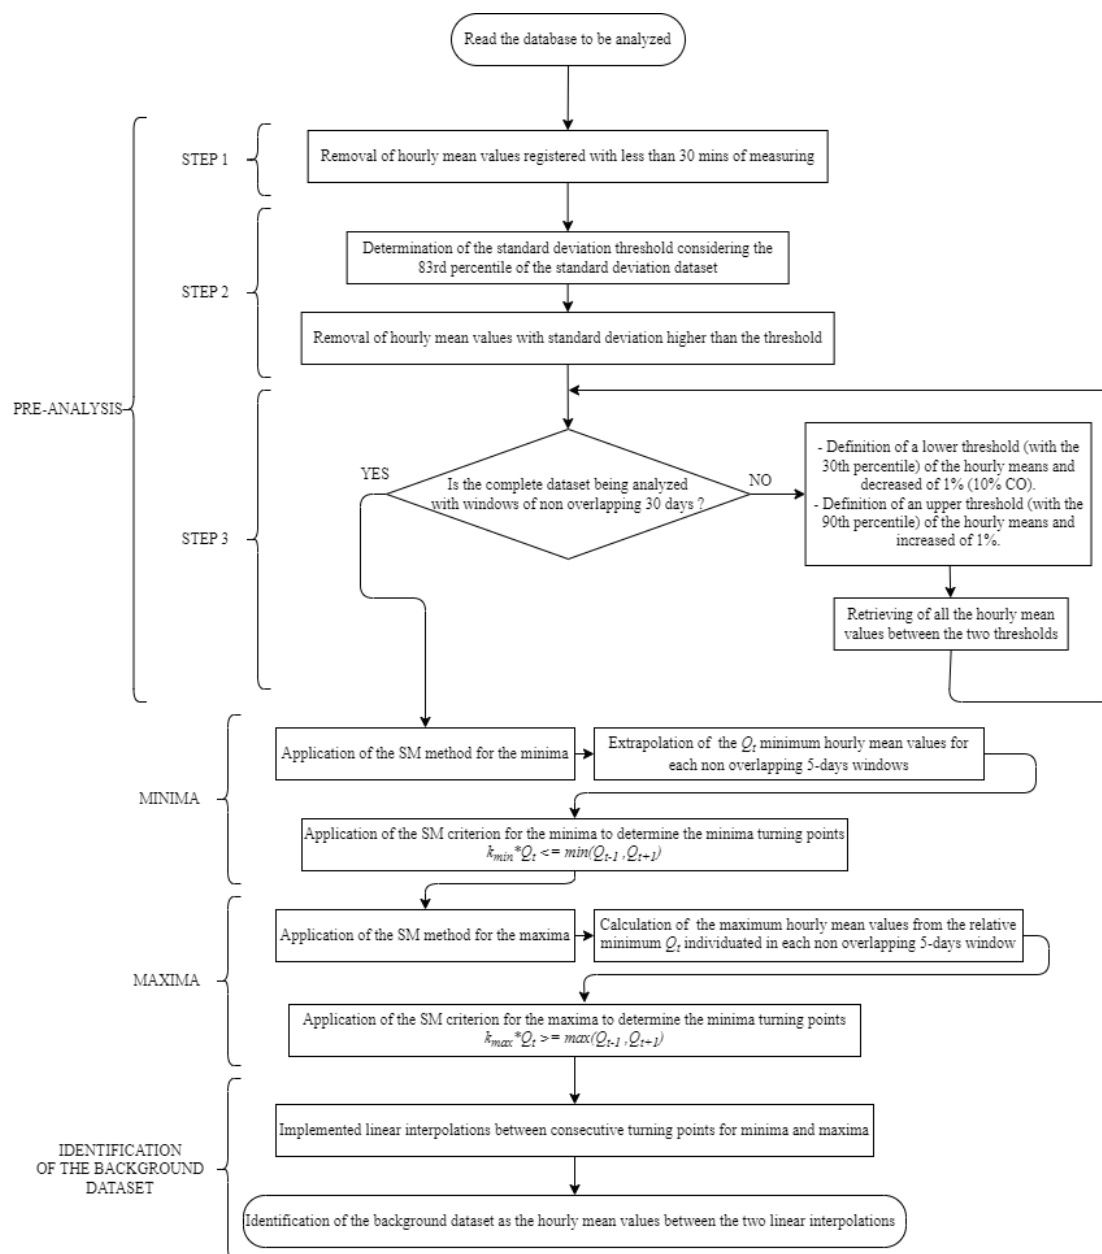 Read the database to be analyzed
PRE-ANALYSIS
STEP 1
Removal of hourly mean values registered with less than 30 mins of measuring
STEP 2
Determination of the standard deviation threshold considering the
83rd percentile of the standard deviation dataset
Removal of hourly mean values with standard deviation higher than the threshold
STEP 3
YES
Is the complete dataset being analyzed
with windows of non overlapping 30 days ?
NO
- Definition of a lower threshold (with the
30th percentile) of the hourly means and
decreased of 1% (10% CO).
- Definition of an upper threshold (with the
90th percentile) of the hourly means and
increased of 1%.
Retrieving of all the hourly mean
values between the two thresholds
MINIMA
Application of the SM method for the minima
Extrapolation of the Qt minimum hourly mean values for
each non overlapping 5-days windows
Application of the SM criterion for the minima to determine the minima turning points
kmin*Qt <= min(Qt-1 ,Qt+1)
MAXIMA
Application of the SM method for the maxima
Calculation of the maximum hourly mean values from the relative
minimum Qt individuated in each non overlapping 5-days window
Application of the SM criterion for the maxima to determine the minima turning points
kmax*Qt >= max(Qt-1 ,Qt+1)
IDENTIFICATION
OF THE BACKGROUND
DATASET
Implemented linear interpolations between consecutive turning points for minima and maxima
Identification of the background dataset as the hourly mean values between the two linear interpolations